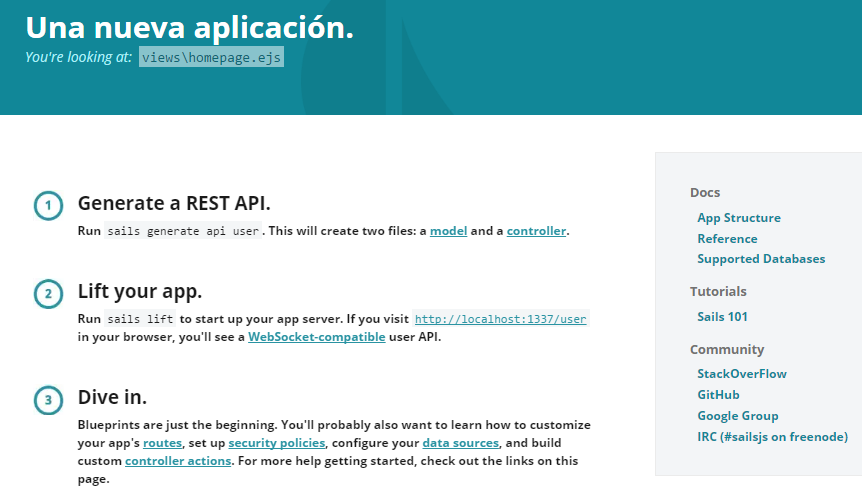 Una nueva aplicación.
You're looking at: views\homepage.ejs
1
Generate a REST API.
Run sails generate api user. This will create two files: a model and a controller.
2
Lift your app.
Run sails lift to start up your app server. If you visit http://localhost:1337/user
in your browser, you'll see a WebSocket-compatible user API.
3
Dive in.
Blueprints are just the beginning. You'll probably also want to learn how to customize
your app's routes, set up security policies, configure your data sources, and build
custom controller actions. For more help getting started, check out the links on this
page.
Docs
App Structure
Reference
Supported Databases
Tutorials
Sails 101
Community
StackOverFlow
GitHub
Google Group
IRC (#sailsjs on freenode)